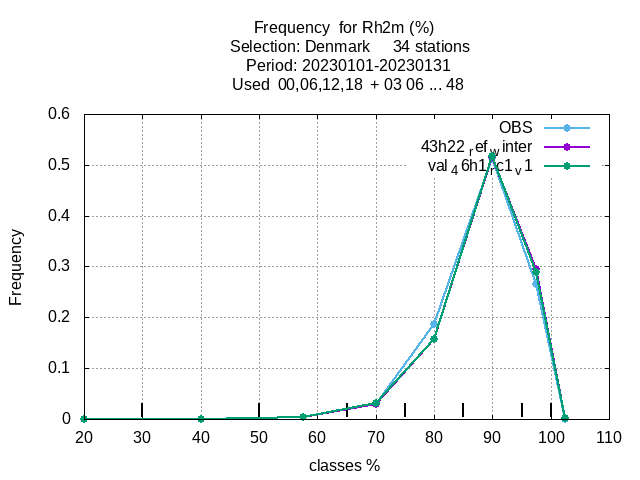 Frequency  for Rh2m (%)
Selection: Denmark     34 stations
Period: 20230101-20230131
Used  00,06,12,18  + 03 06 ... 48
0.6
0.5
0.4
0.3
0.2
0.1
0
Frequency
OBS
43h22 ref winter
val 4 6h1 r c1 v 1
20 30 40 50 60 70 80 90 100 110
classes %